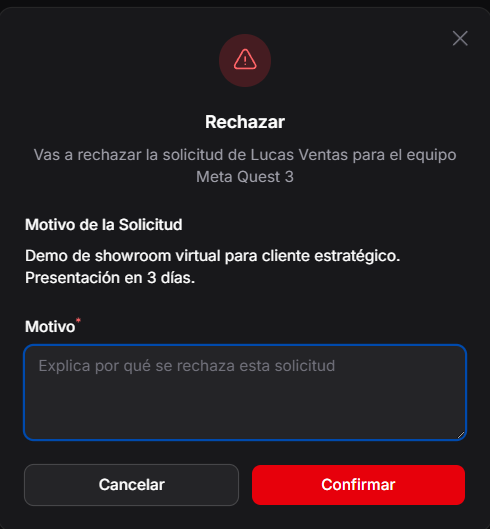 Rechazar
Vas a rechazar la solicitud de Lucas Ventas para el equipo
Meta Quest 3
Motivo de la Solicitud
Demo de showroom virtual para cliente estratégico.
Presentación en 3 días.
Motivo*
Explica por qué se rechaza esta solicitud
Cancelar
Confirmar